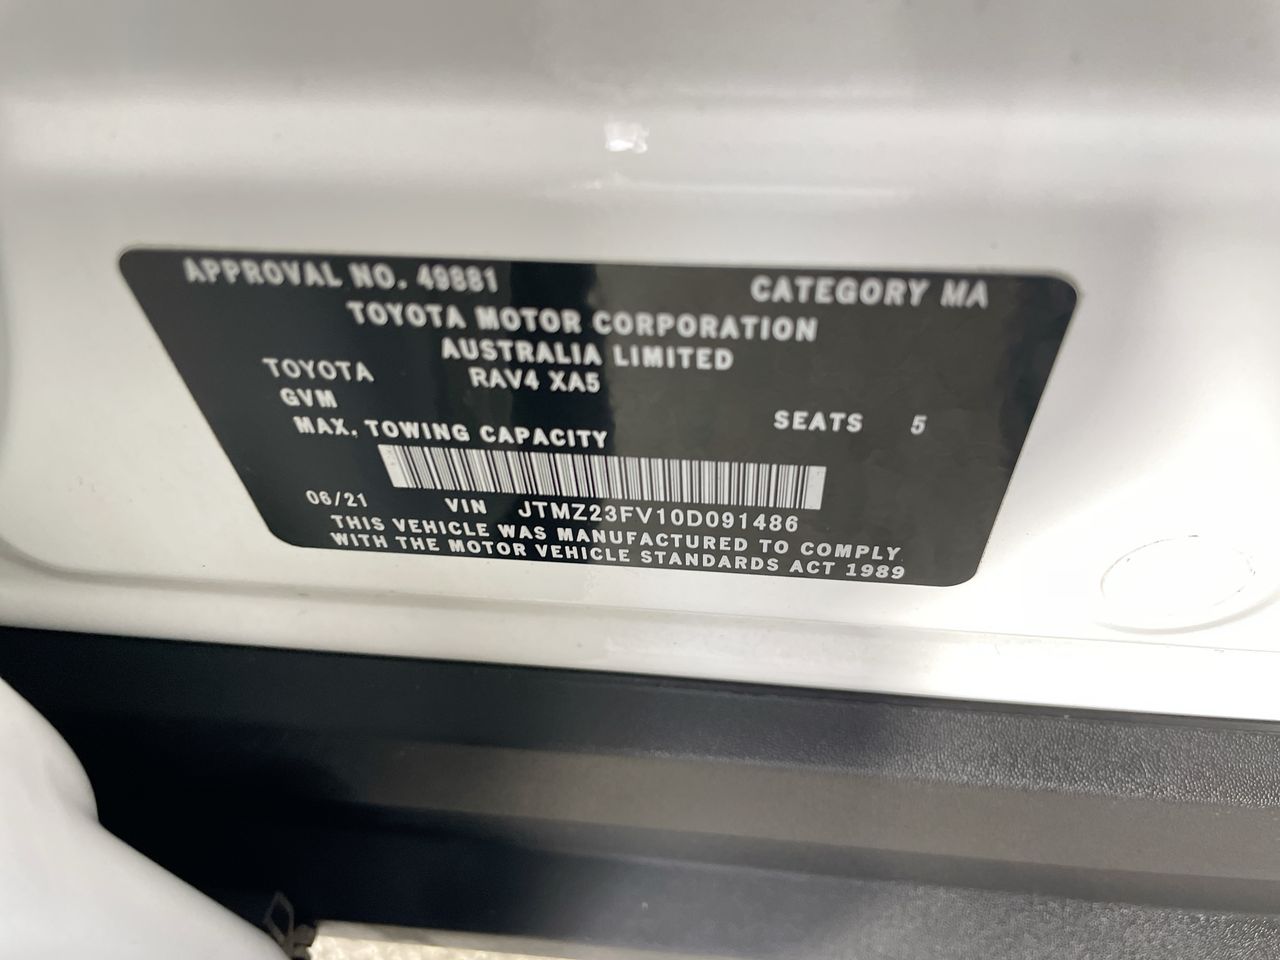 APPROVAL NO. 49881 CATEGORY MA
TOYOTA MOTOR CORPORATION
AUSTRALIA LIMITED
TOYOTA RAV4 XA5
GVM SEATS 5
MAX. TOWING CAPACITY
06/21 VIN JTMZ23FV10D091486
THIS VEHICLE WAS MANUFACTURED TO COMPLY
WITH THE MOTOR VEHICLE STANDARDS ACT 1989